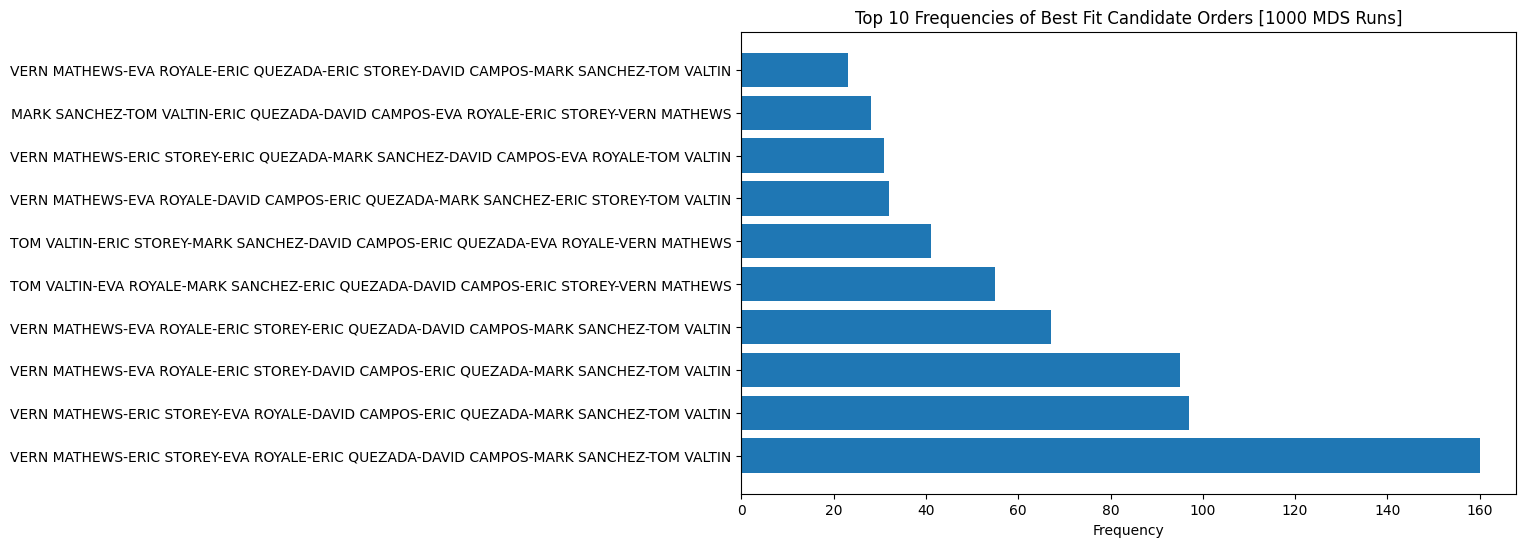 Top 10 Frequencies of Best Fit Candidate Orders [1000 MDS Runs]
VERN MATHEWS-EVA ROYALE-ERIC QUEZADA-ERIC STOREY-DAVID CAMPOS-MARK SANCHEZ-TOM VALTIN
MARK SANCHEZ-TOM VALTIN-ERIC QUEZADA-DAVID CAMPOS-EVA ROYALE-ERIC STOREY-VERN MATHEWS
VERN MATHEWS-ERIC STOREY-ERIC QUEZADA-MARK SANCHEZ-DAVID CAMPOS-EVA ROYALE-TOM VALTIN
VERN MATHEWS-EVA ROYALE-DAVID CAMPOS-ERIC QUEZADA-MARK SANCHEZ-ERIC STOREY-TOM VALTIN
TOM VALTIN-ERIC STOREY-MARK SANCHEZ-DAVID CAMPOS-ERIC QUEZADA-EVA ROYALE-VERN MATHEWS
TOM VALTIN-EVA ROYALE-MARK SANCHEZ-ERIC QUEZADA-DAVID CAMPOS-ERIC STOREY-VERN MATHEWS
VERN MATHEWS-EVA ROYALE-ERIC STOREY-ERIC QUEZADA-DAVID CAMPOS-MARK SANCHEZ-TOM VALTIN
VERN MATHEWS-EVA ROYALE-ERIC STOREY-DAVID CAMPOS-ERIC QUEZADA-MARK SANCHEZ-TOM VALTIN
VERN MATHEWS-ERIC STOREY-EVA ROYALE-DAVID CAMPOS-ERIC QUEZADA-MARK SANCHEZ-TOM VALTIN
VERN MATHEWS-ERIC STOREY-EVA ROYALE-ERIC QUEZADA-DAVID CAMPOS-MARK SANCHEZ-TOM VALTIN
0 20 40 60 80 100 120 140 160
Frequency